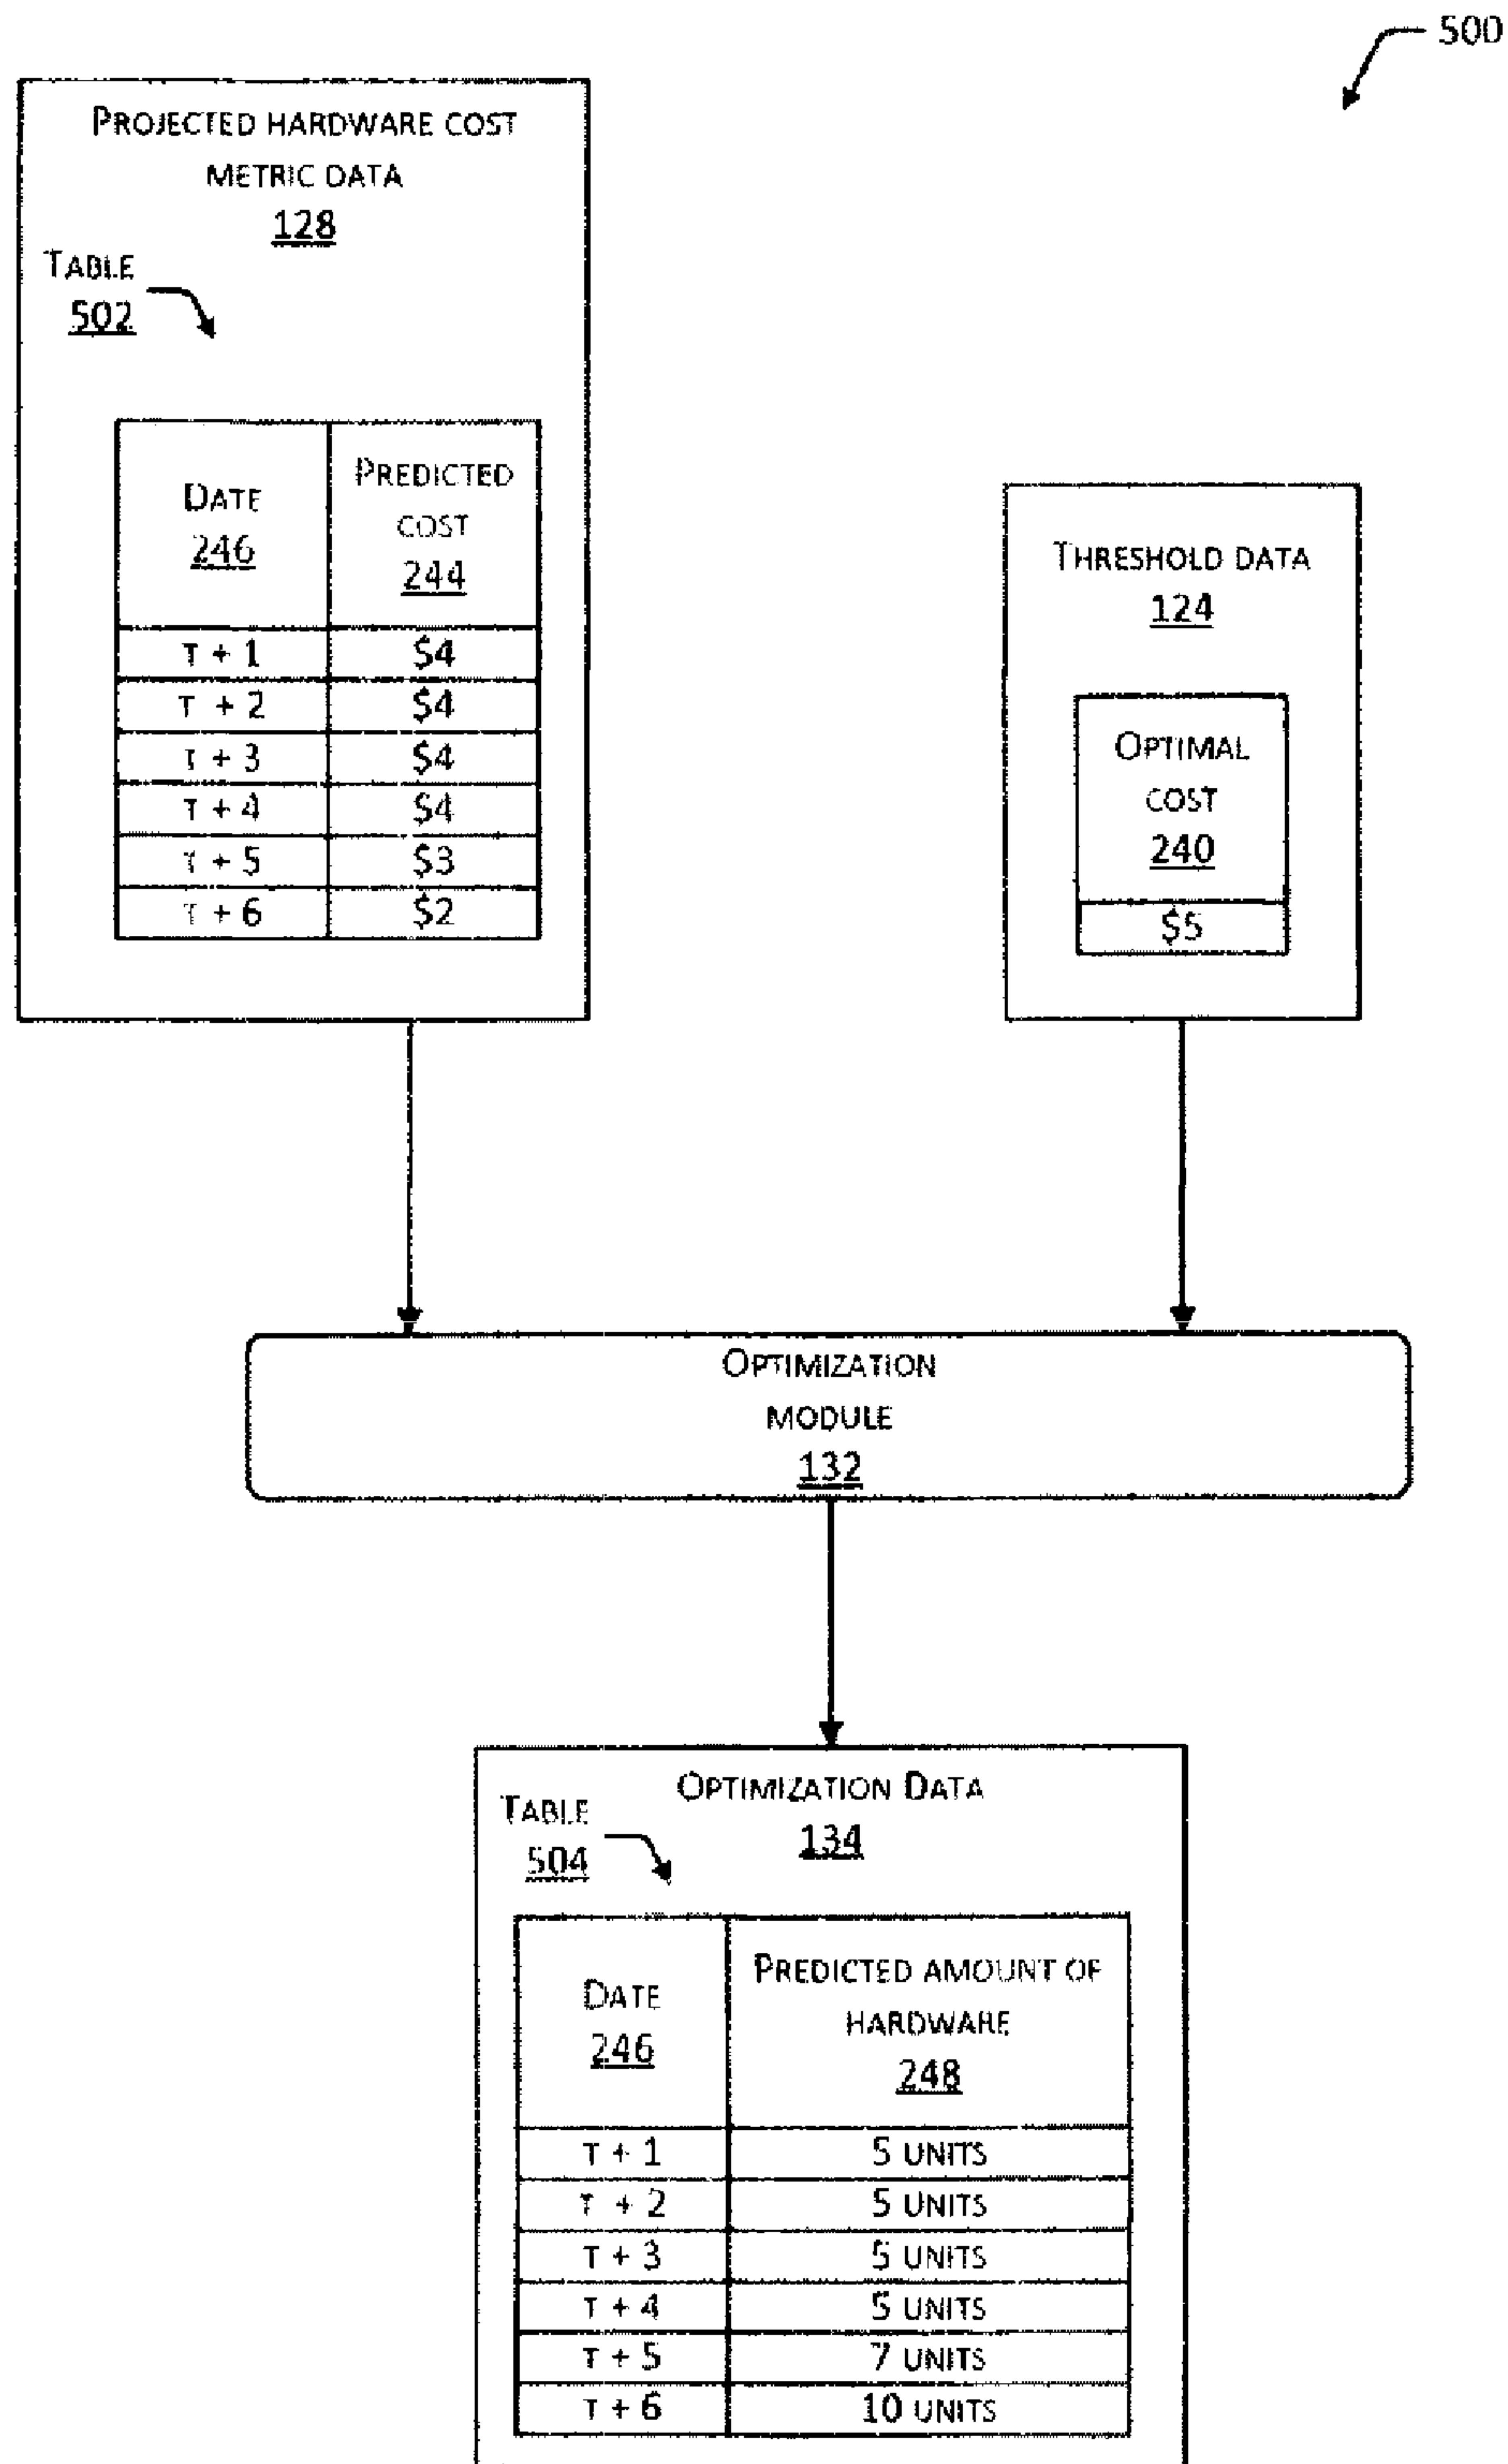 500
PROJECTED HARDWARE COST
METRIC DATA
128
TABLE
502
DATE
246
PREDICTED
COST
244
T + 1 $4
T + 2 $4
T + 3 $4
T + 4 $4
T + 5 $3
T + 6 $2
THRESHOLD DATA
124
OPTIMAL
COST
240
$5
OPTIMIZATION
MODULE
132
OPTIMIZATION DATA
134
TABLE
504
DATE
246
PREDICTED AMOUNT OF
HARDWARE
248
T + 1 5 UNITS
T + 2 5 UNITS
T + 3 5 UNITS
T + 4 5 UNITS
T + 5 7 UNITS
T + 6 10 UNITS